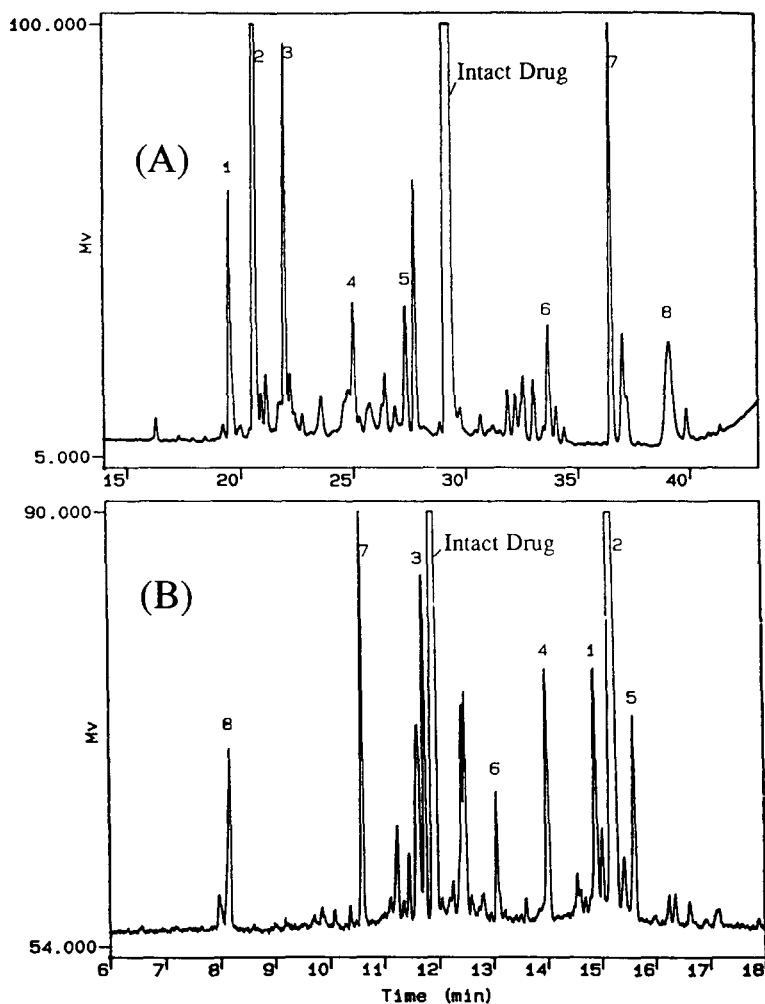 100.000
2 3 7
Intact Drug
(A)
1
Mv
4 5 6 8
5.000
15 20 25 30 35 40
90.000
7 3 Intact Drug 2
(B)
4 1
5
8
Mv
6
54.000
6 7 8 9 10 11 12 13 14 15 16 17 18
Time (min)